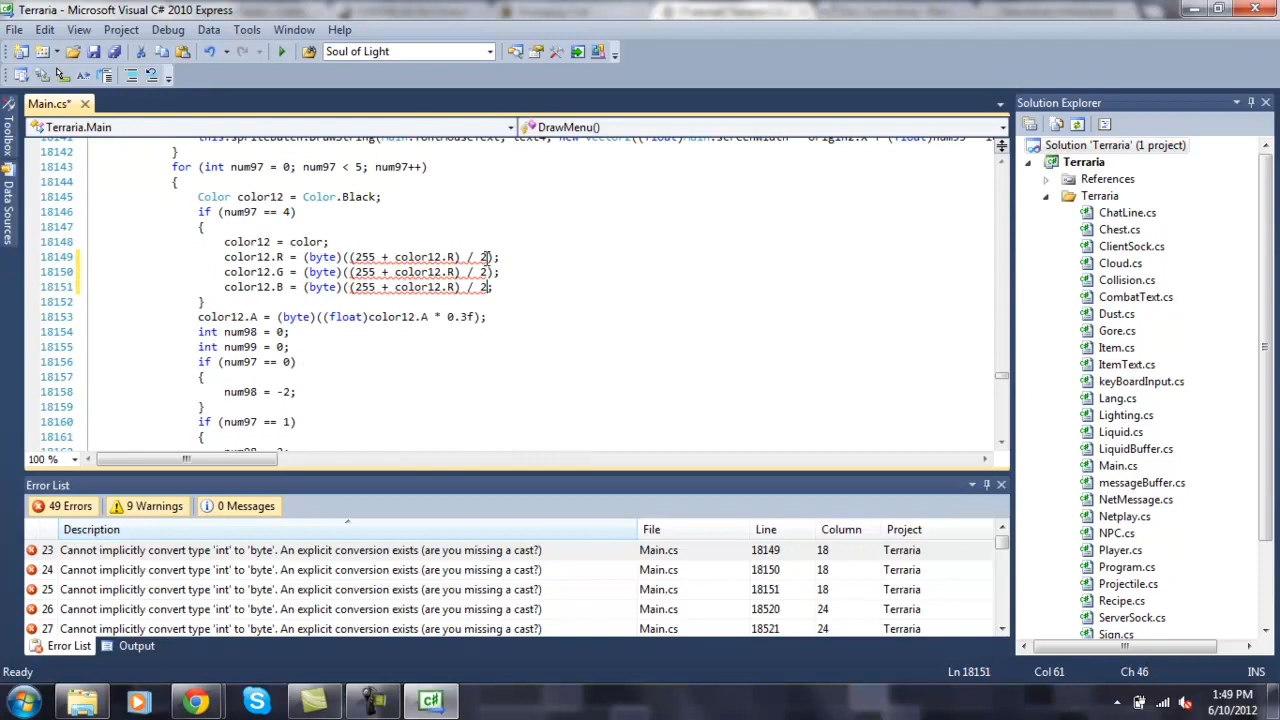 Terraria - Microsoft Visual C# 2010 Express
File Edit View Project Debug Data Tools Window Help
Soul of Light
Main.cs* Solution Explorer
Terraria.Main DrawMenu()
18142 }
18143 for (int num97 = 0; num97 < 5; num97++)
18144 {
18145 Color color12 = Color.Black;
18146 if (num97 == 4)
18147 {
18148 color12 = color;
18149 color12.R = (byte)((255 + color12.R) / 2);
18150 color12.G = (byte)((255 + color12.R) / 2);
18151 color12.B = (byte)((255 + color12.R) / 2;
18152 }
18153 color12.A = (byte)((float)color12.A * 0.3f);
18154 int num98 = 0;
18155 int num99 = 0;
18156 if (num97 == 0)
18157 {
18158 num98 = -2;
18159 }
18160 if (num97 == 1)
18161 {
100 %
Toolbox
Data Sources
Solution 'Terraria' (1 project)
Terraria
References
Terraria
ChatLine.cs
Chest.cs
ClientSock.cs
Cloud.cs
Collision.cs
CombatText.cs
Dust.cs
Gore.cs
Item.cs
ItemText.cs
keyBoardInput.cs
Lang.cs
Lighting.cs
Liquid.cs
LiquidBuffer.cs
Main.cs
messageBuffer.cs
NetMessage.cs
Netplay.cs
NPC.cs
Player.cs
Program.cs
Projectile.cs
Recipe.cs
ServerSock.cs
Sign.cs
Error List
49 Errors 9 Warnings 0 Messages
Description File Line Column Project
23 Cannot implicitly convert type 'int' to 'byte'. An explicit conversion exists (are you missing a cast?) Main.cs 18149 18 Terraria
24 Cannot implicitly convert type 'int' to 'byte'. An explicit conversion exists (are you missing a cast?) Main.cs 18150 18 Terraria
25 Cannot implicitly convert type 'int' to 'byte'. An explicit conversion exists (are you missing a cast?) Main.cs 18151 18 Terraria
26 Cannot implicitly convert type 'int' to 'byte'. An explicit conversion exists (are you missing a cast?) Main.cs 18520 24 Terraria
27 Cannot implicitly convert type 'int' to 'byte'. An explicit conversion exists (are you missing a cast?) Main.cs 18521 24 Terraria
Error List Output
Ready Ln 18151 Col 61 Ch 46 INS
1:49 PM
6/10/2012